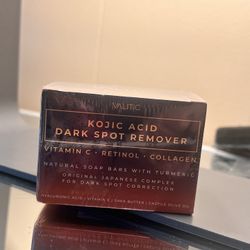 VALITIC
KOJIC ACID
DARK SPOT REMOVER
VITAMIN C • RETINOL • COLLAGEN
NATURAL SOAP BARS WITH TURMERIC
ORIGINAL JAPANESE COMPLEX
FOR DARK SPOT CORRECTION
HYALURONIC ACID | VITAMIN E | SHEA BUTTER | CASTILE OLIVE OIL